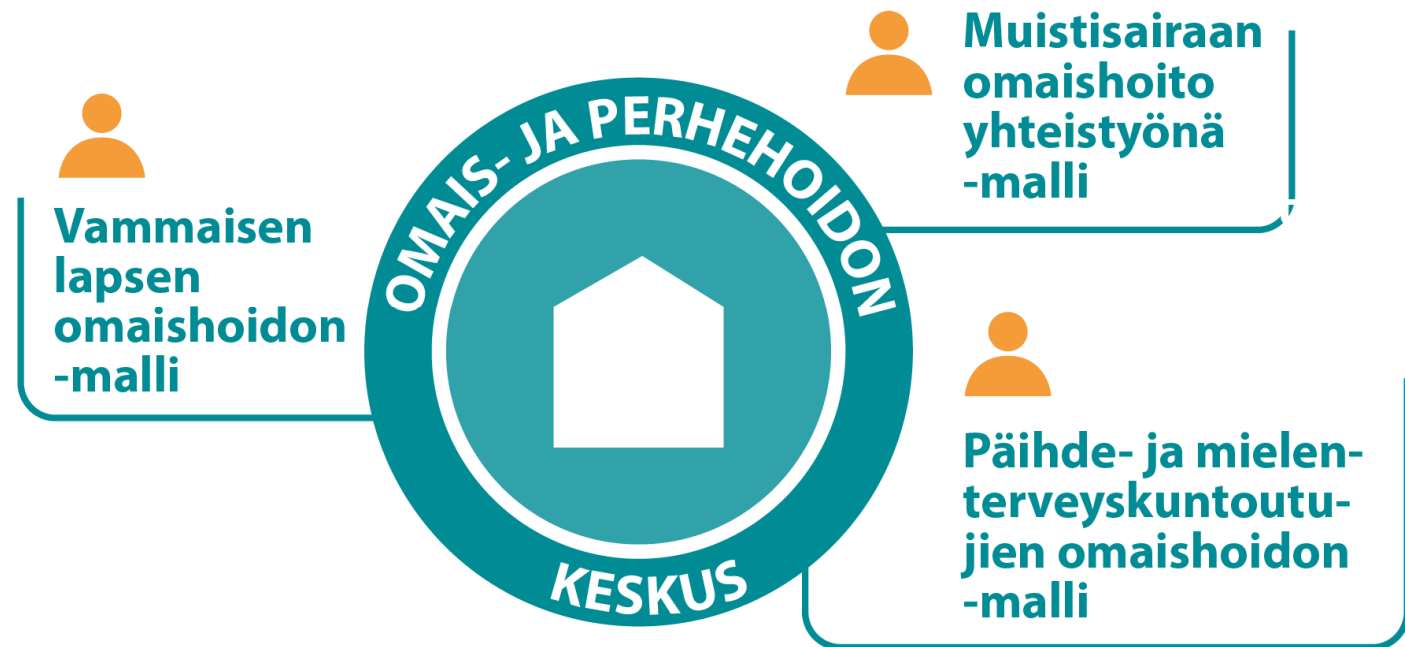 Vammaisen
lapsen
omaishoidon
-malli
OMAIS- JA PERHEHOIDON
KESKUS
Muistisairaan
omaishoito
yhteistyönä
-malli
Päihde- ja mielen-
terveyskuntoutu-
jien omaishoidon
-malli